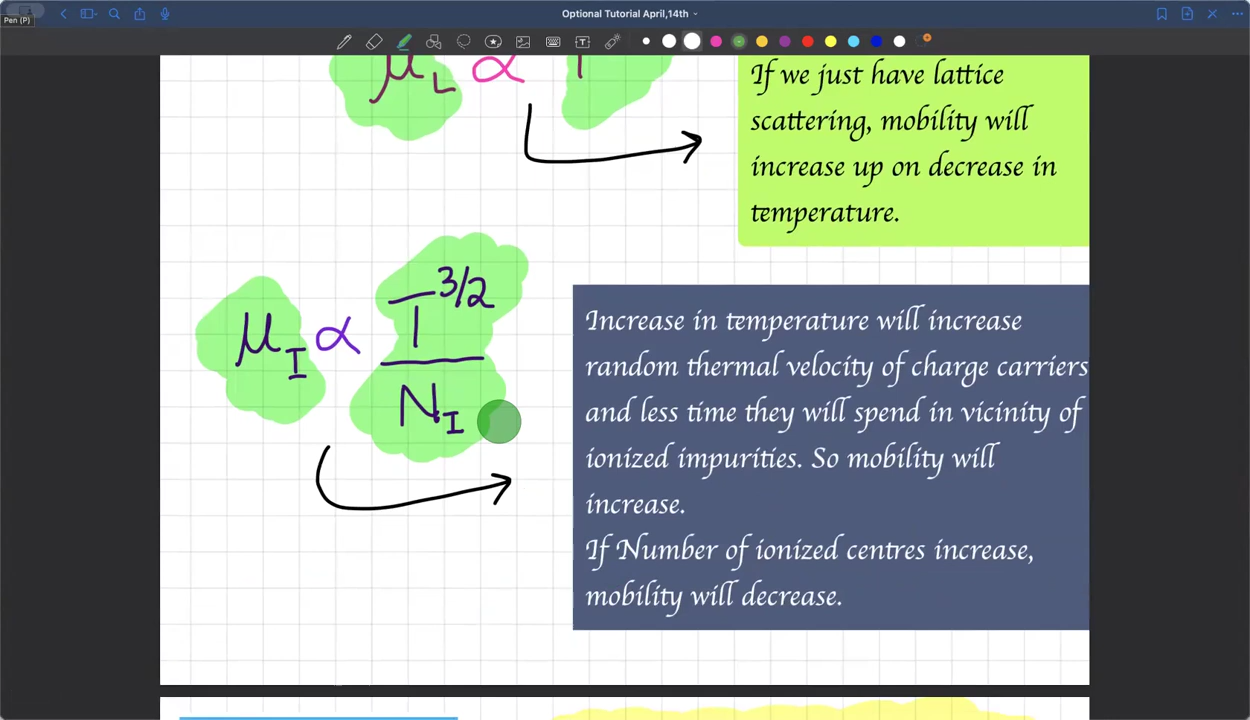 Pen (P)
Optional Tutorial April,14th
μL ∝ T
If we just have lattice
scattering, mobility will
increase up on decrease in
temperature.
μI ∝ T^3/2 / NI
Increase in temperature will increase
random thermal velocity of charge carriers
and less time they will spend in vicinity of
ionized impurities. So mobility will
increase.
If Number of ionized centres increase,
mobility will decrease.